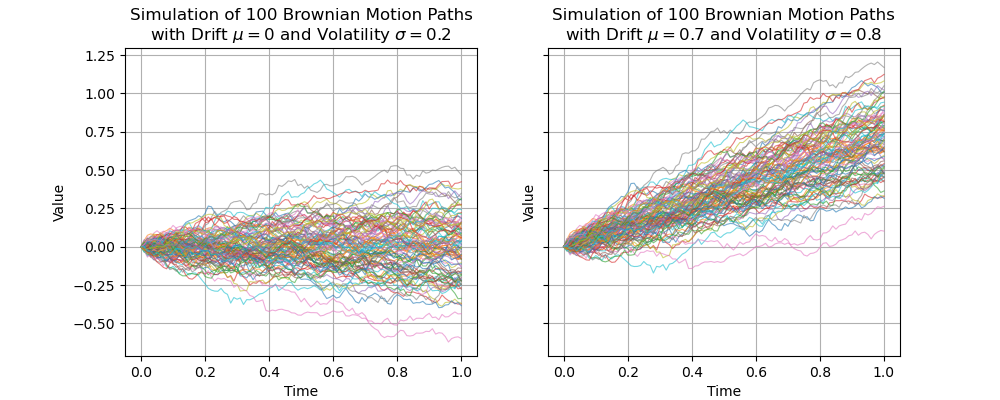 Simulation of 100 Brownian Motion Paths
with Drift μ = 0 and Volatility σ = 0.2
1.25
1.00
0.75
0.50
0.25
0.00
−0.25
−0.50
Value
0.0 0.2 0.4 0.6 0.8 1.0
Time
Simulation of 100 Brownian Motion Paths
with Drift μ = 0.7 and Volatility σ = 0.8
Value
0.0 0.2 0.4 0.6 0.8 1.0
Time